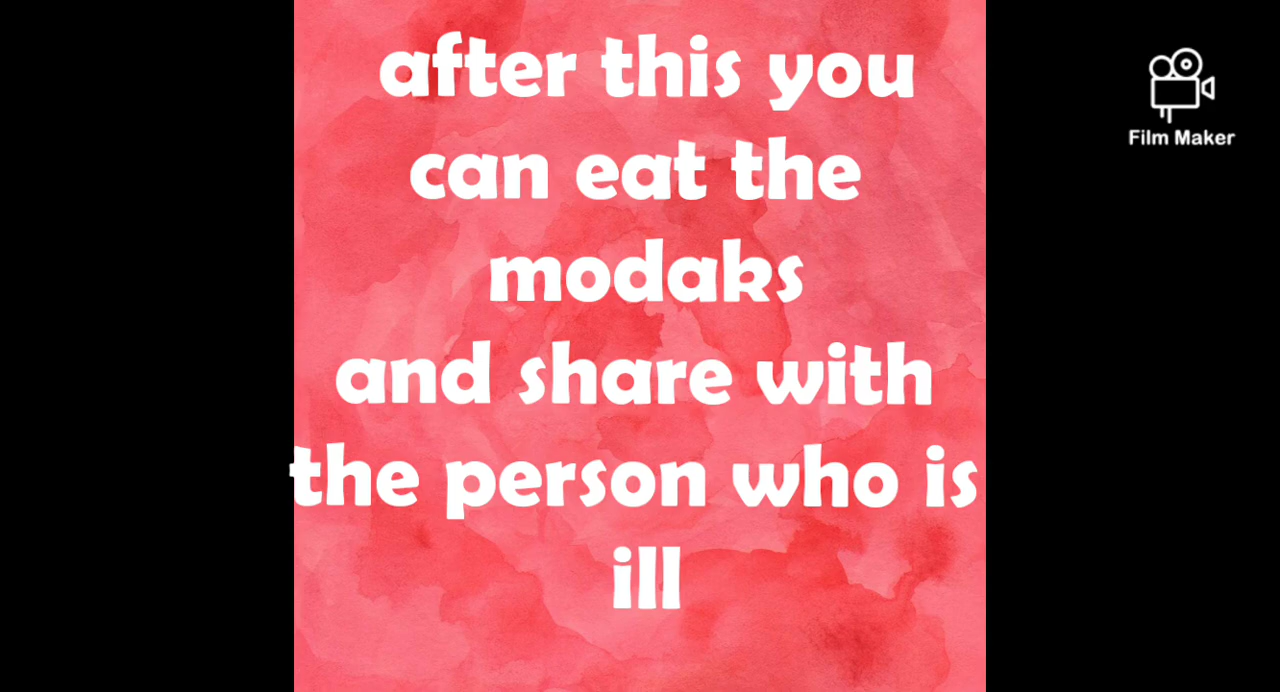 after this you
can eat the
modaks
and share with
the person who is
ill
Film Maker